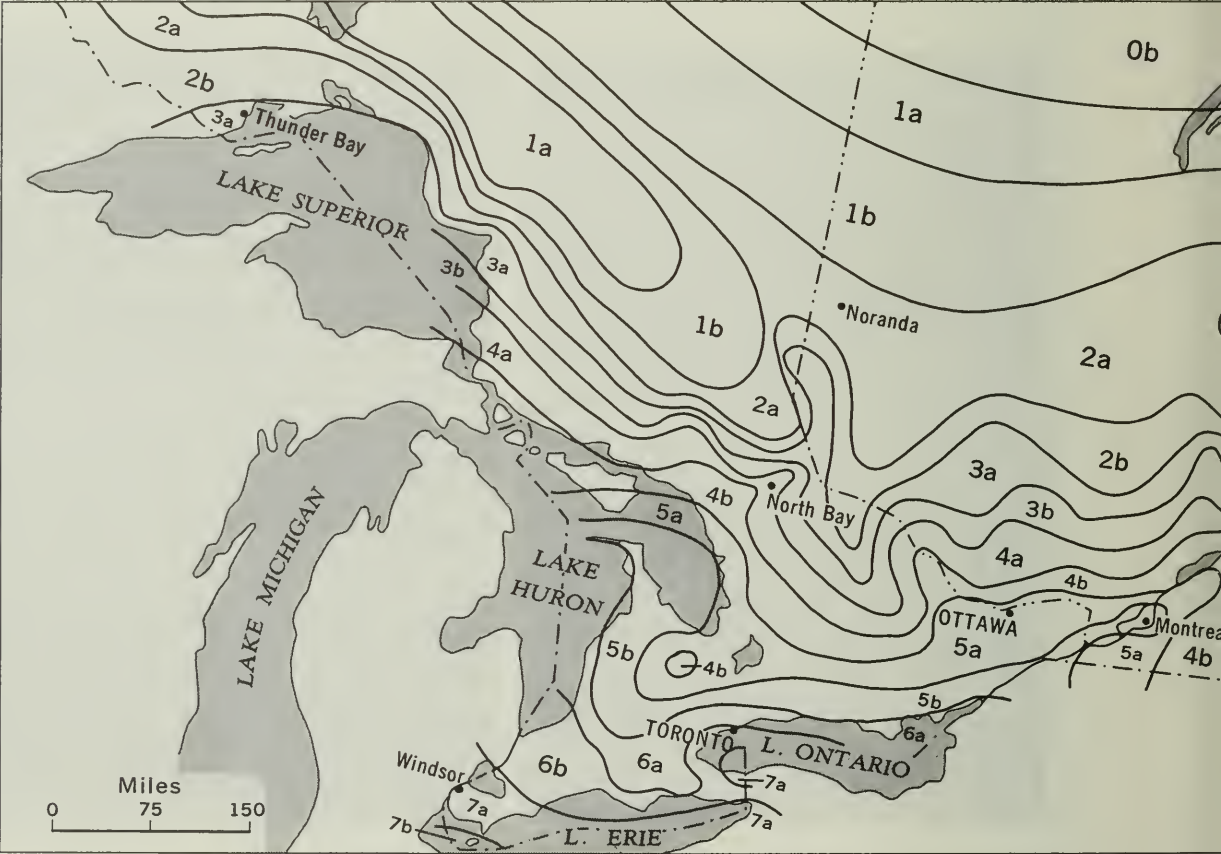 2a
0b
2b
1a
3a
Thunder Bay
1a
LAKE SUPERIOR
1b
3b
3a
Noranda
1b
4a
2a
2a
2b
3a
4b
North Bay
5a
3b
LAKE MICHIGAN
LAKE
HURON
4a
4b
OTTAWA
Montrea
5b
4b
5a
5a
4b
5b
TORONTO
6a
L. ONTARIO
Windsor
6b
6a
7a
7a
7a
7b
L. ERIE
Miles
0 75 150